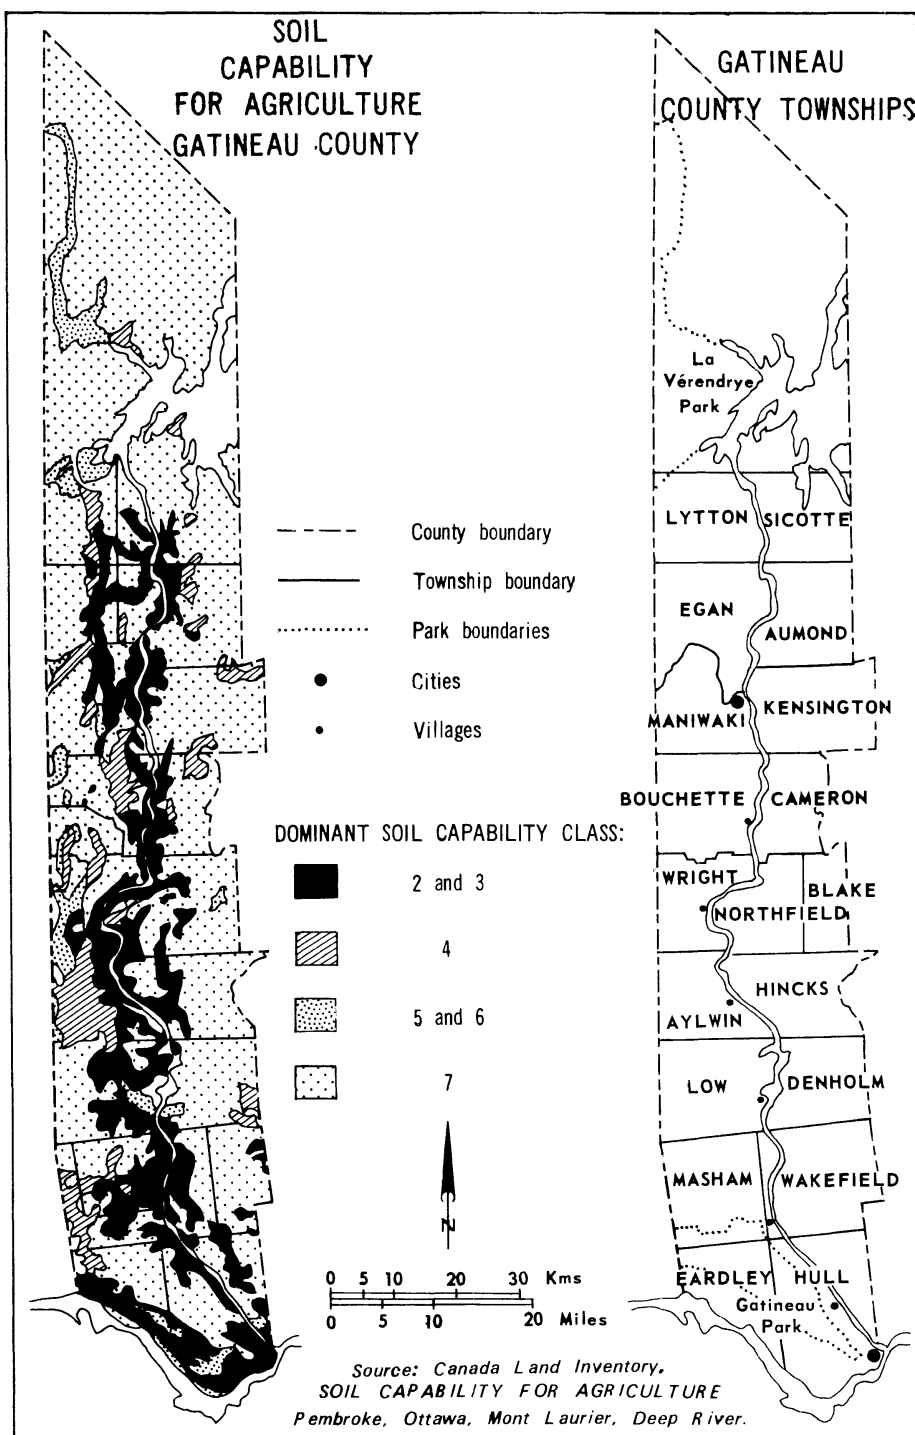 SOIL
CAPABILITY
FOR AGRICULTURE
GATINEAU COUNTY
GATINEAU
COUNTY TOWNSHIPS
La
Vérendrye
Park
LYTTON SICOTTE
EGAN
AUMOND
MANIWAKI KENSINGTON
BOUCHETTE CAMERON
WRIGHT
BLAKE
NORTHFIELD
HINCKS
AYLWIN
LOW DENHOLM
MASHAM WAKEFIELD
EARDLEY HULL
Gatineau
Park
County boundary
Township boundary
Park boundaries
Cities
Villages
DOMINANT SOIL CAPABILITY CLASS:
2 and 3
4
5 and 6
7
N
0 5 10 20 30 Kms
0 5 10 20 Miles
Source: Canada Land Inventory.
SOIL CAPABILITY FOR AGRICULTURE
Pembroke, Ottawa, Mont Laurier, Deep River.